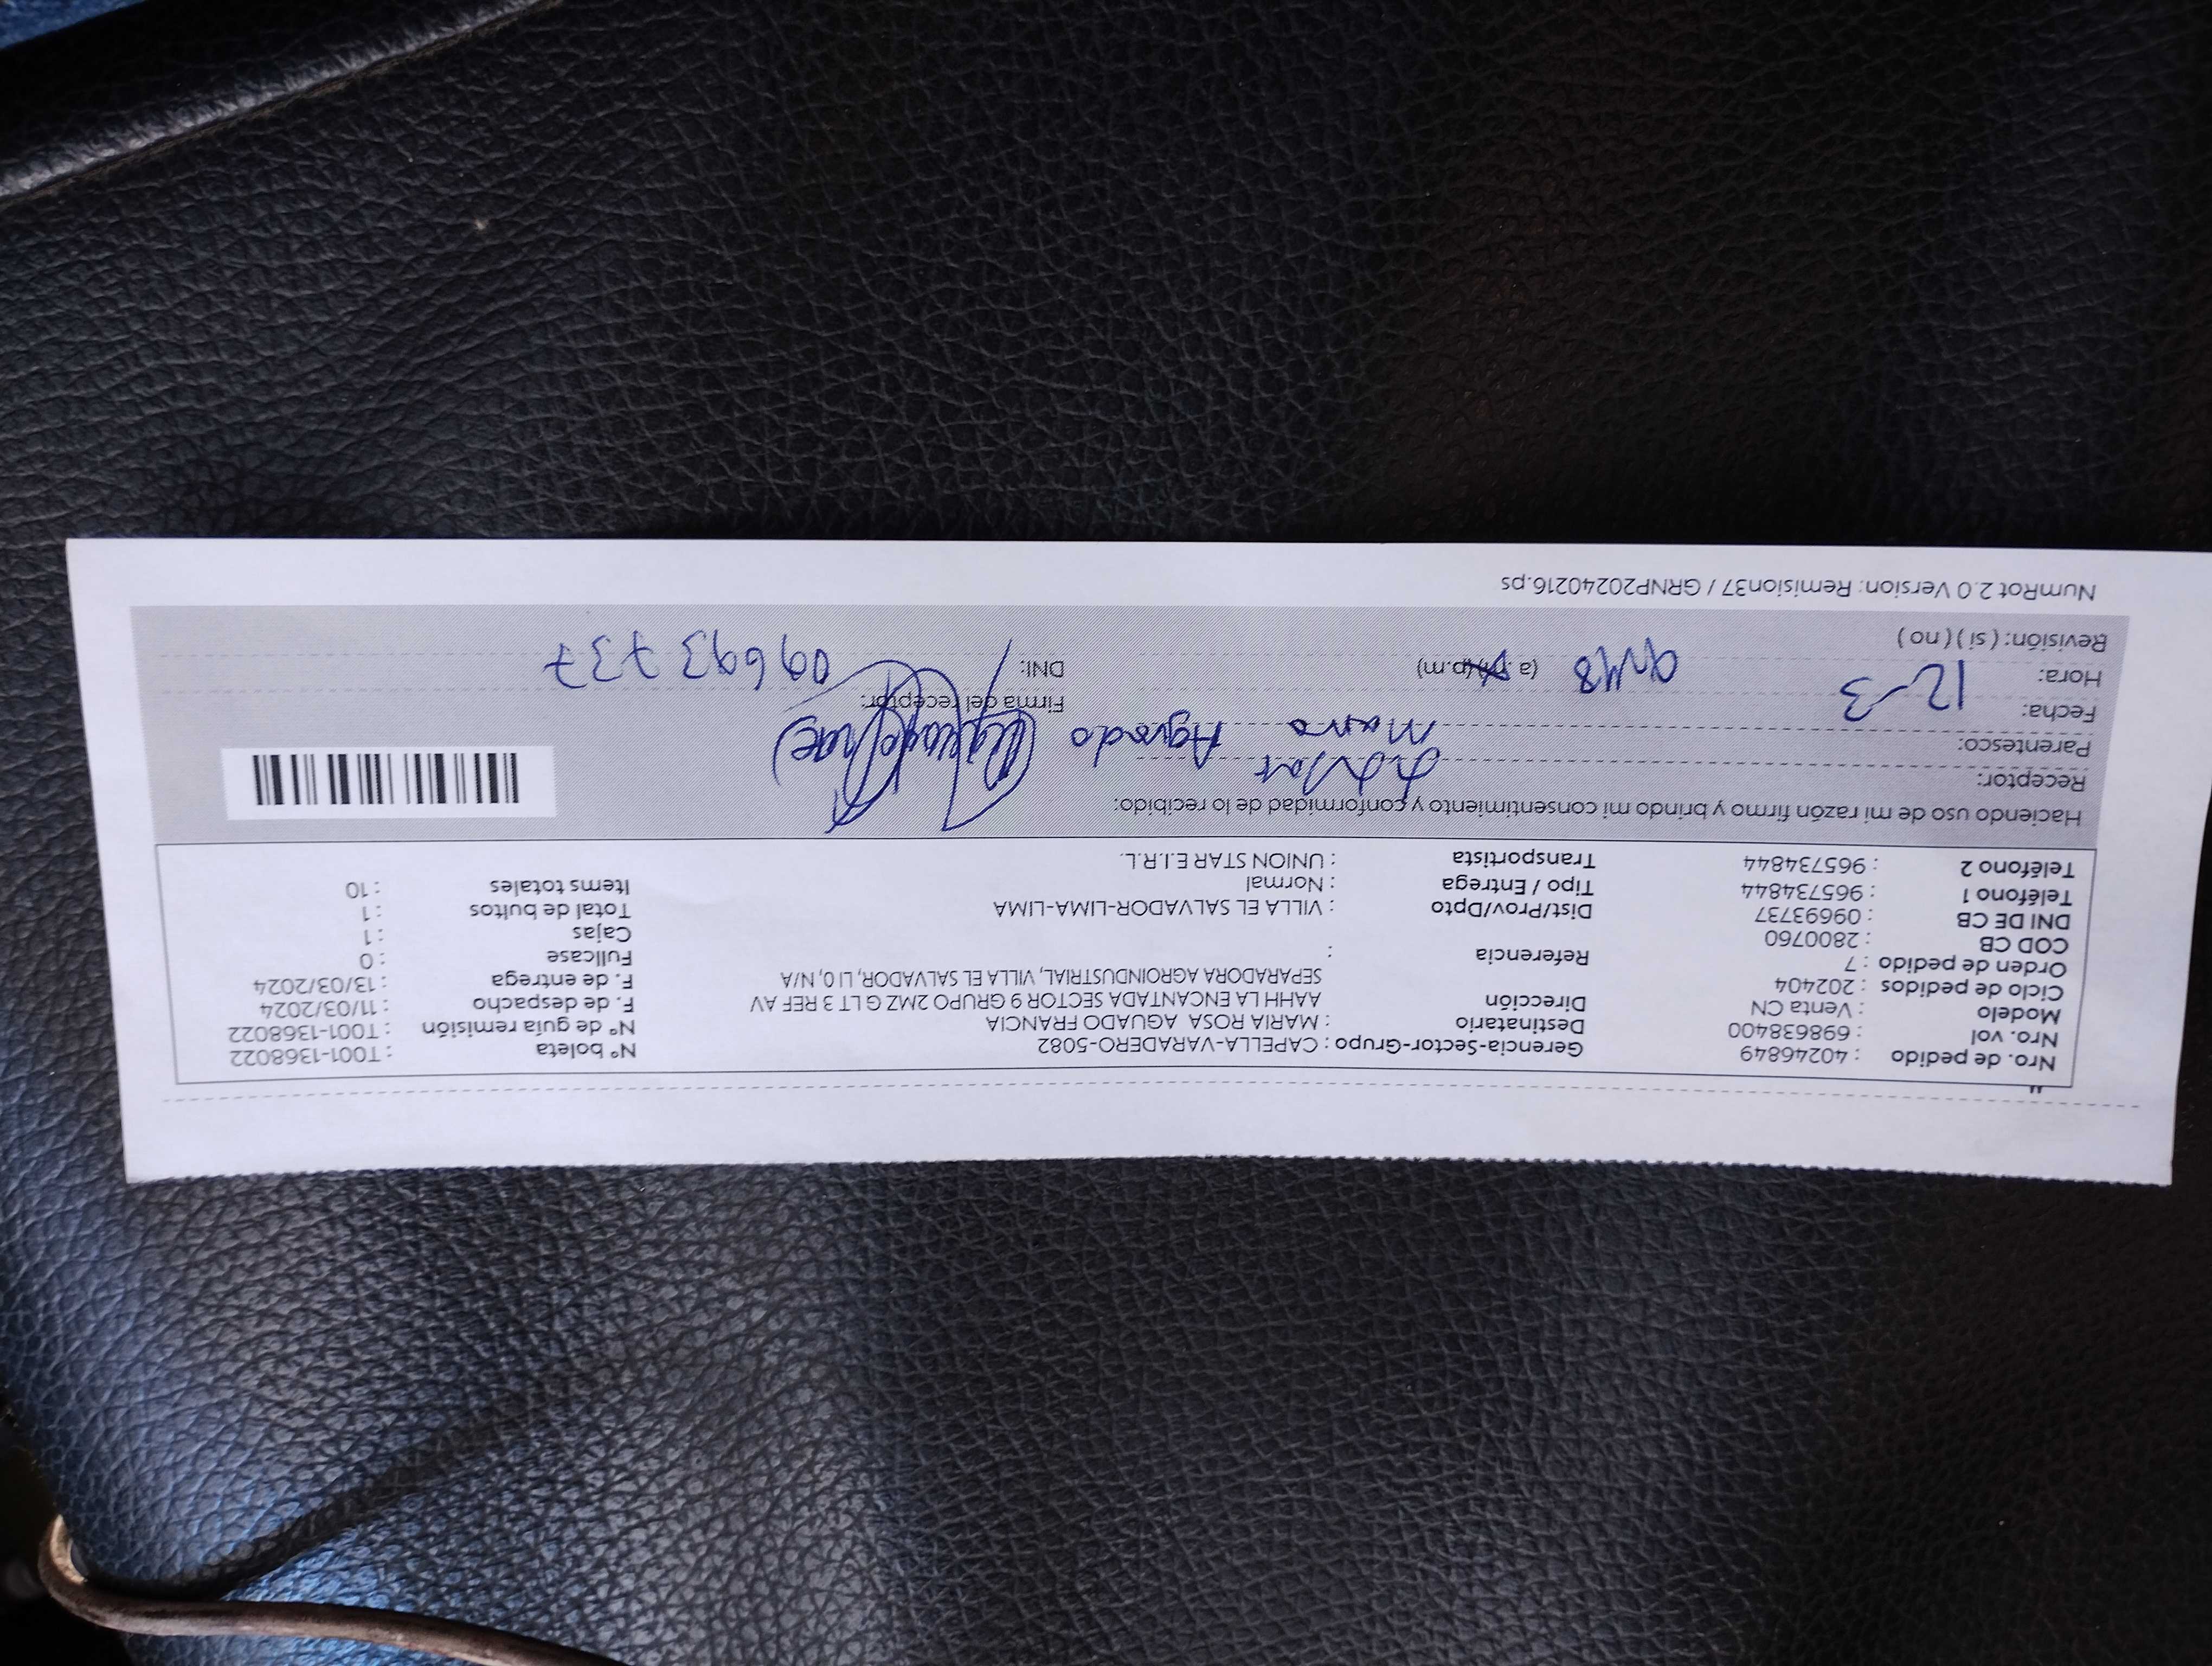 Nro. de pedido : 40246849 Gerencia-Sector-Grupo : CAPELLA-VARADERO-5082 N° boleta : T001-1368022
Nro. vol : 698638400 Destinatario : MARIA ROSA AGUADO FRANCIA N° de guía remisión : T001-1368022
Modelo : Venta CN Dirección AAHH LA ENCANTADA SECTOR 9 GRUPO 2MZ G LT 3 REF AV F. de despacho : 11/03/2024
Ciclo de pedidos : 202404 SEPARADORA AGROINDUSTRIAL, VILLA EL SALVADOR, LI 0, N/A F. de entrega : 13/03/2024
Orden de pedido : 7 Referencia : Fullcase : 0
COD CB : 2800760 Cajas : 1
DNI DE CB : 09693737 Dist/Prov/Dpto : VILLA EL SALVADOR-LIMA-LIMA Total de bultos : 1
Teléfono 1 : 965734844 Tipo / Entrega : Normal Items totales : 10
Teléfono 2 : 965734844 Transportista : UNION STAR E.I.R.L.
Haciendo uso de mi razón firmo y brindo mi consentimiento y conformidad de lo recibido:
Receptor:
Parentesco: Aguado
Fecha: 12-3 Firma del receptor:
Hora: (p.m) DNI: 09693737
Revisión: ( si ) ( no )
NumRot 2.0 Version: Remision37 / GRNP20240216.ps